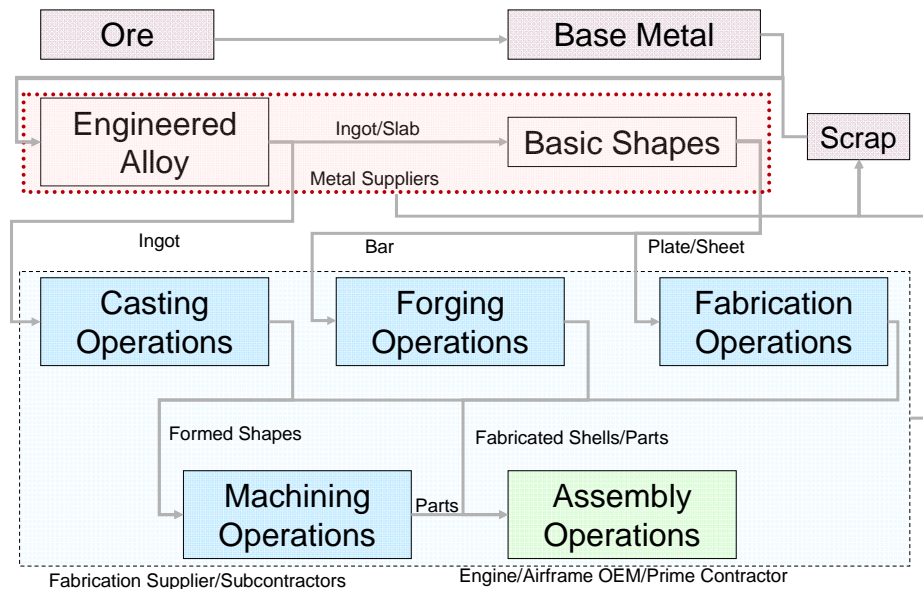 Ore
Base Metal
Engineered
Alloy
Ingot/Slab
Basic Shapes
Scrap
Metal Suppliers
Ingot
Bar
Plate/Sheet
Casting
Operations
Forging
Operations
Fabrication
Operations
Formed Shapes
Fabricated Shells/Parts
Machining
Operations
Parts
Assembly
Operations
Fabrication Supplier/Subcontractors
Engine/Airframe OEM/Prime Contractor